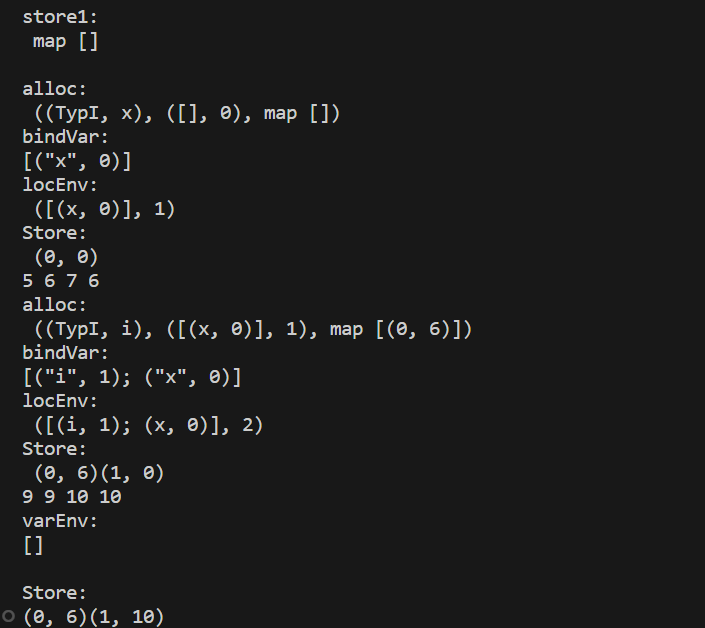 store1:
 map []

alloc:
 ((TypI, x), ([], 0), map [])
bindVar:
[("x", 0)]
locEnv:
 ([(x, 0)], 1)
Store:
 (0, 0)
5 6 7 6
alloc:
 ((TypI, i), ([(x, 0)], 1), map [(0, 6)])
bindVar:
[("i", 1); ("x", 0)]
locEnv:
 ([(i, 1); (x, 0)], 2)
Store:
 (0, 6)(1, 0)
9 9 10 10
varEnv:
[]

Store:
(0, 6)(1, 10)